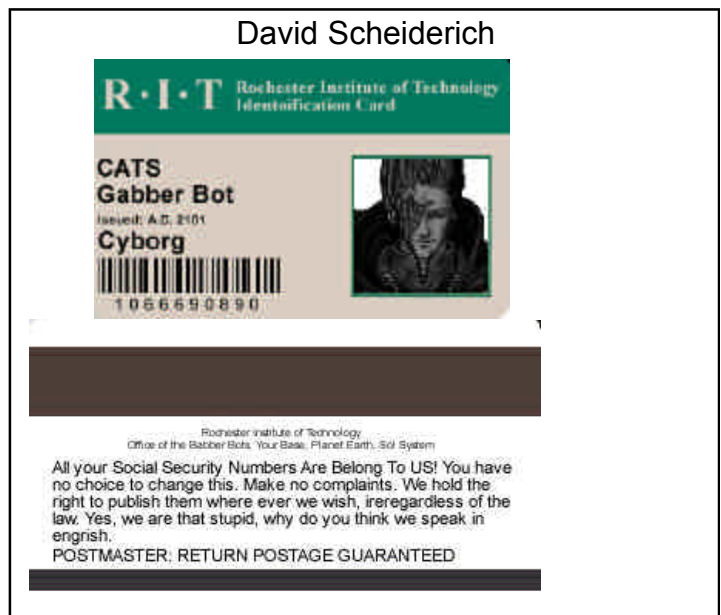 David Scheiderich
R·I·T Rochester Institute of Technology
Identoification Card
CATS
Gabber Bot
Issued: A.D. 2101
Cyborg
1066690890
Rochester Institute of Technology
Office of the Babber Bots, Your Base, Planet Earth, Sol System
All your Social Security Numbers Are Belong To US! You have
no choice to change this. Make no complaints. We hold the
right to publish them where ever we wish, ireregardless of the
law. Yes, we are that stupid, why do you think we speak in
engrish.
POSTMASTER: RETURN POSTAGE GUARANTEED